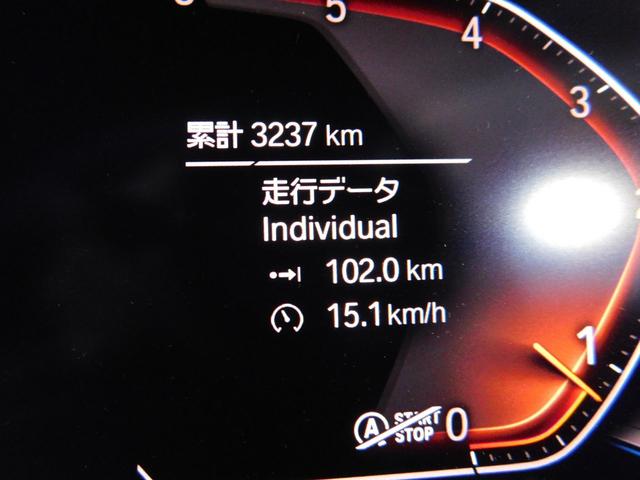 5
4
3
累計 3237 km
走行データ
Individual
102.0 km
15.1 km/h
1
A START STOP
0